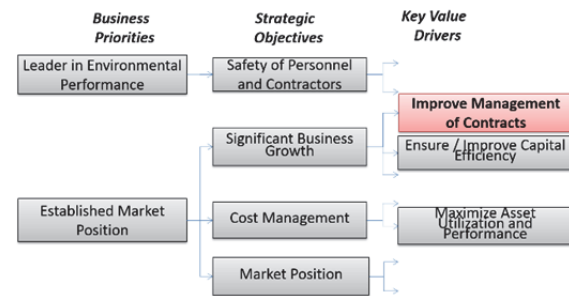 Business
Priorities
Strategic
Objectives
Key Value
Drivers
Leader in Environmental
Performance
Safety of Personnel
and Contractors
Improve Management
of Contracts
Significant Business
Growth
Ensure / Improve Capital
Efficiency
Established Market
Position
Cost Management
Maximize Asset
Utilization and
Performance
Market Position